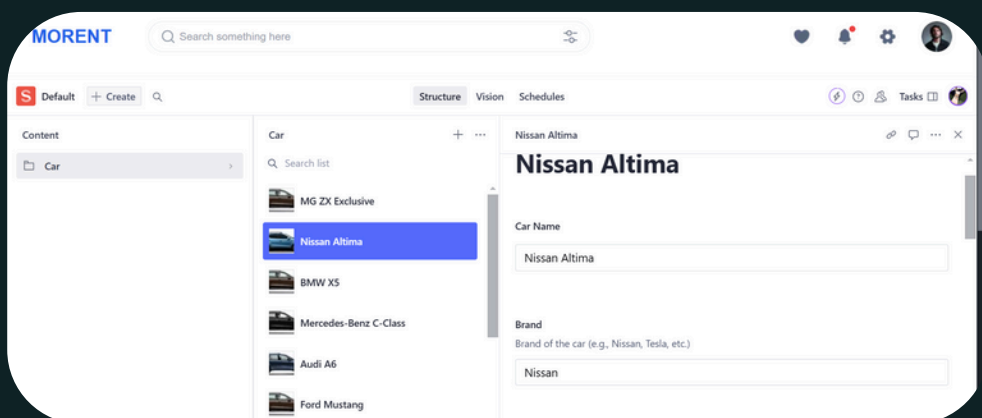 MORENT
Search something here
S Default + Create
Structure Vision Schedules
Tasks
Content
Car
Car
Search list
MG ZX Exclusive
Nissan Altima
BMW X5
Mercedes-Benz C-Class
Audi A6
Ford Mustang
Nissan Altima
Nissan Altima
Car Name
Nissan Altima
Brand
Brand of the car (e.g., Nissan, Tesla, etc.)
Nissan